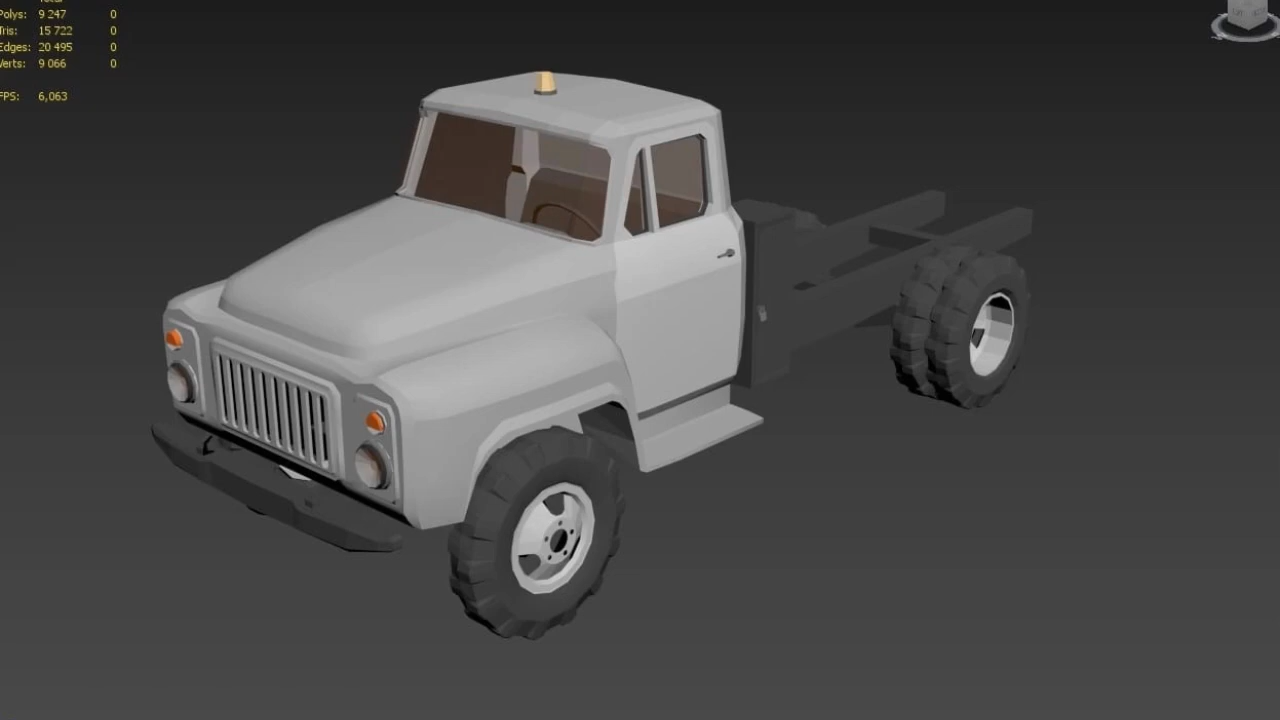 Polys: 9 247 0
Tris: 15 722 0
Edges: 20 495 0
Verts: 9 066 0
FPS: 6,063